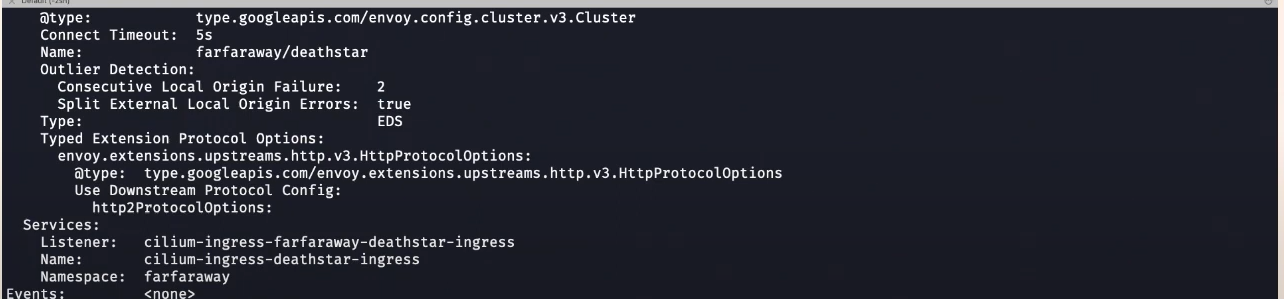 Default (-zsh)
@type: type.googleapis.com/envoy.config.cluster.v3.Cluster
Connect Timeout: 5s
Name: farfaraway/deathstar
Outlier Detection:
Consecutive Local Origin Failure: 2
Split External Local Origin Errors: true
Type: EDS
Typed Extension Protocol Options:
envoy.extensions.upstreams.http.v3.HttpProtocolOptions:
@type: type.googleapis.com/envoy.extensions.upstreams.http.v3.HttpProtocolOptions
Use Downstream Protocol Config:
http2ProtocolOptions:
Services:
Listener: cilium-ingress-farfaraway-deathstar-ingress
Name: cilium-ingress-deathstar-ingress
Namespace: farfaraway
Events: <none>